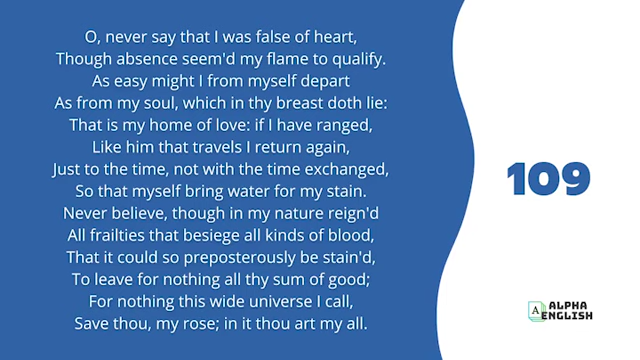 O, never say that I was false of heart,
Though absence seem'd my flame to qualify.
As easy might I from myself depart
As from my soul, which in thy breast doth lie:
That is my home of love: if I have ranged,
Like him that travels I return again,
Just to the time, not with the time exchanged,
So that myself bring water for my stain.
Never believe, though in my nature reign'd
All frailties that besiege all kinds of blood,
That it could so preposterously be stain'd,
To leave for nothing all thy sum of good;
For nothing this wide universe I call,
Save thou, my rose; in it thou art my all.
109
A
ALPHA
ENGLISH